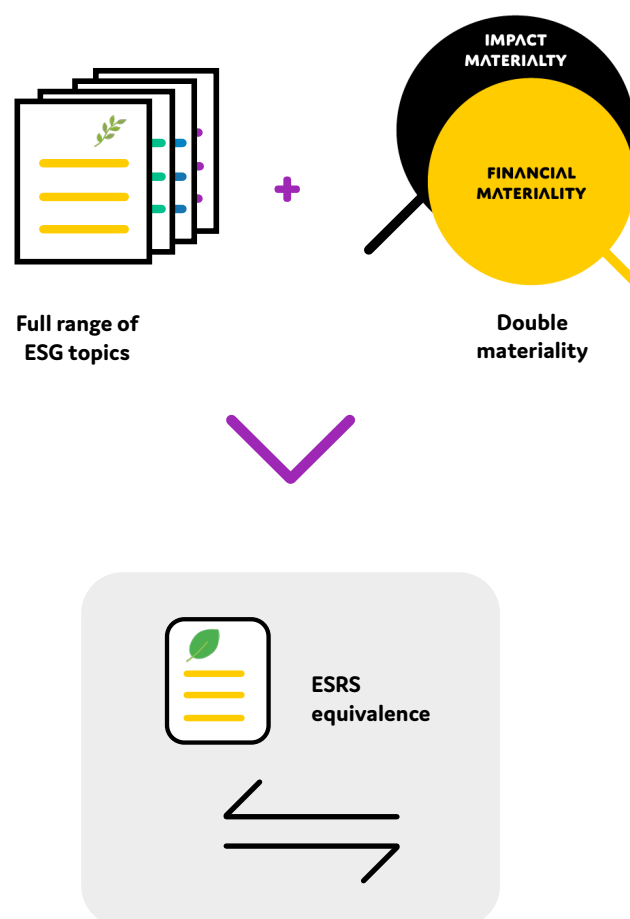 IMPACT
MATERIALTY
FINANCIAL
MATERIALITY
Full range of
ESG topics
Double
materiality
ESRS
equivalence